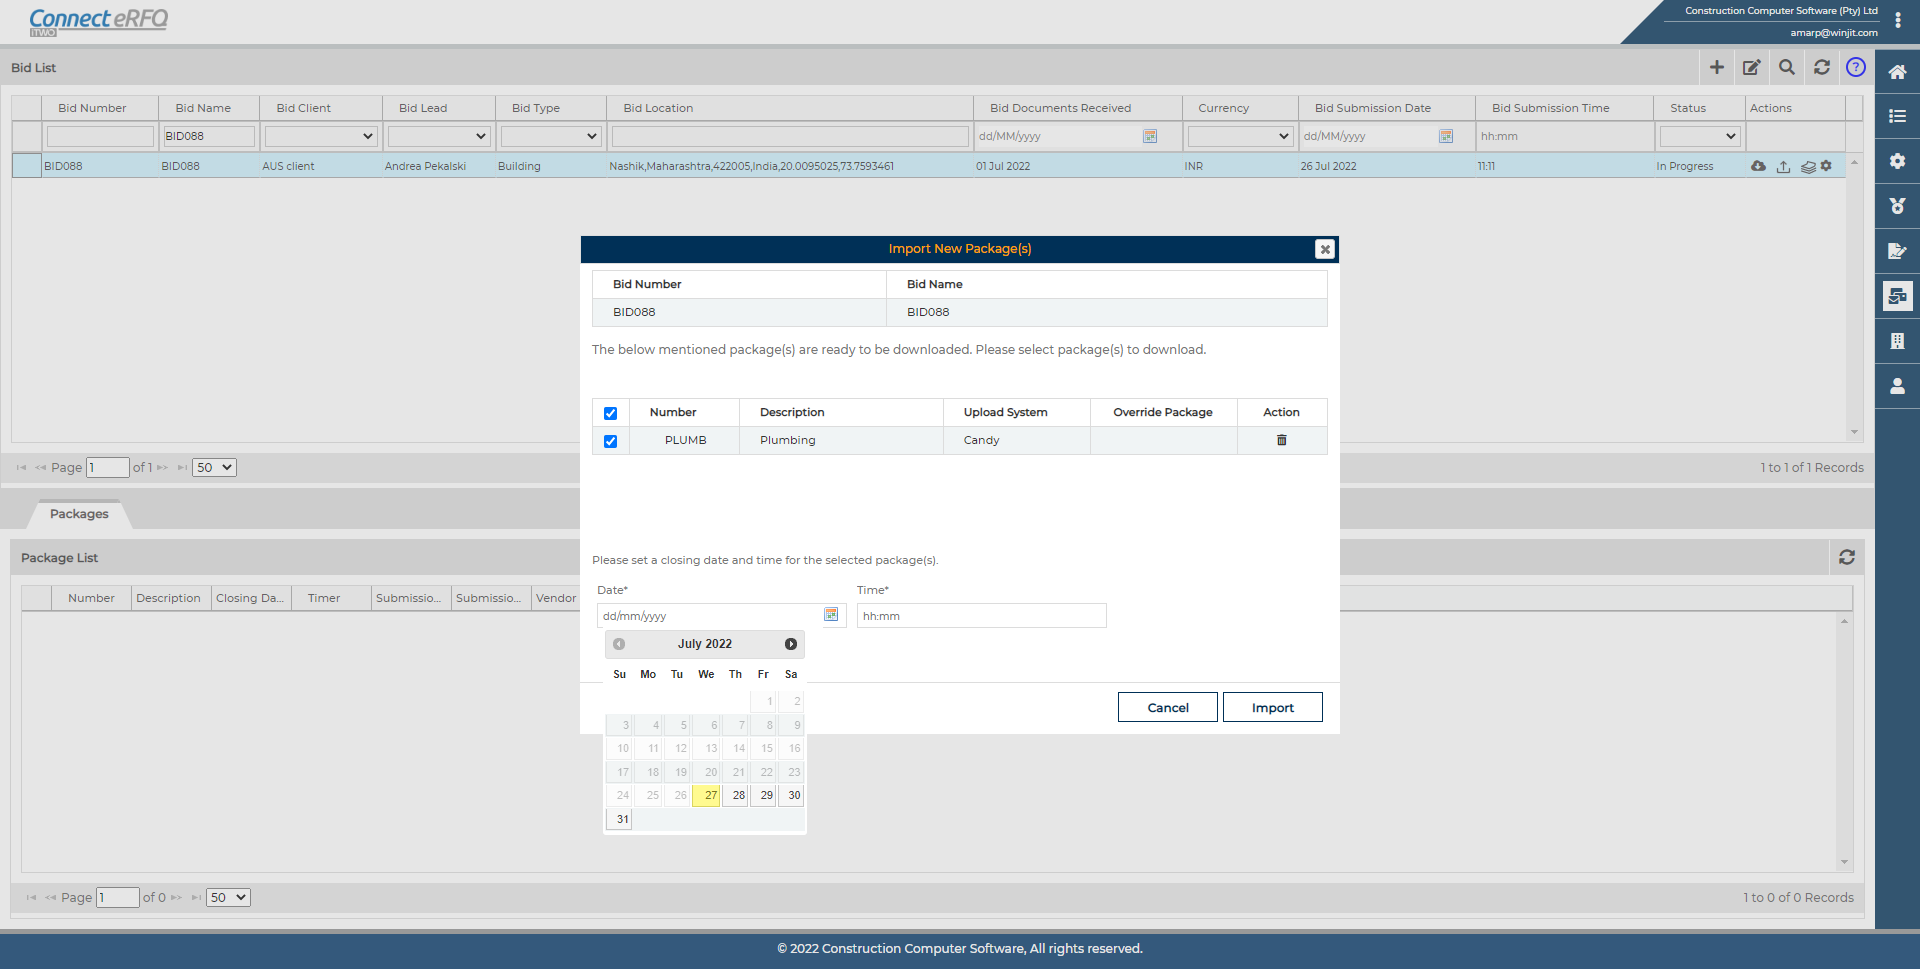 Connect eRFQ
iTWO
Construction Computer Software (Pty) Ltd
amarp@winjit.com
Bid List
?
Bid Number Bid Name Bid Client Bid Lead Bid Type Bid Location Bid Documents Received Currency Bid Submission Date Bid Submission Time Status Actions
BID088 dd/MM/yyyy dd/MM/yyyy hh:mm
BID088 BID088 AUS client Andrea Pekalski Building Nashik,Maharashtra,422005,India,20.0095025,73.7593461 01 Jul 2022 INR 26 Jul 2022 11:11 In Progress
Import New Package(s)
Bid Number Bid Name
BID088 BID088
The below mentioned package(s) are ready to be downloaded. Please select package(s) to download.
Number Description Upload System Override Package Action
PLUMB Plumbing Candy
Page 1 of 1 50 1 to 1 of 1 Records
Packages
Package List
Please set a closing date and time for the selected package(s).
Date* Time*
dd/mm/yyyy hh:mm
Number Description Closing Da... Timer Submissio... Submissio... Vendor
July 2022
Su Mo Tu We Th Fr Sa
1 2
3 4 5 6 7 8 9
10 11 12 13 14 15 16
17 18 19 20 21 22 23
24 25 26 27 28 29 30
31
Cancel Import
Page 1 of 0 50 1 to 0 of 0 Records
© 2022 Construction Computer Software, All rights reserved.